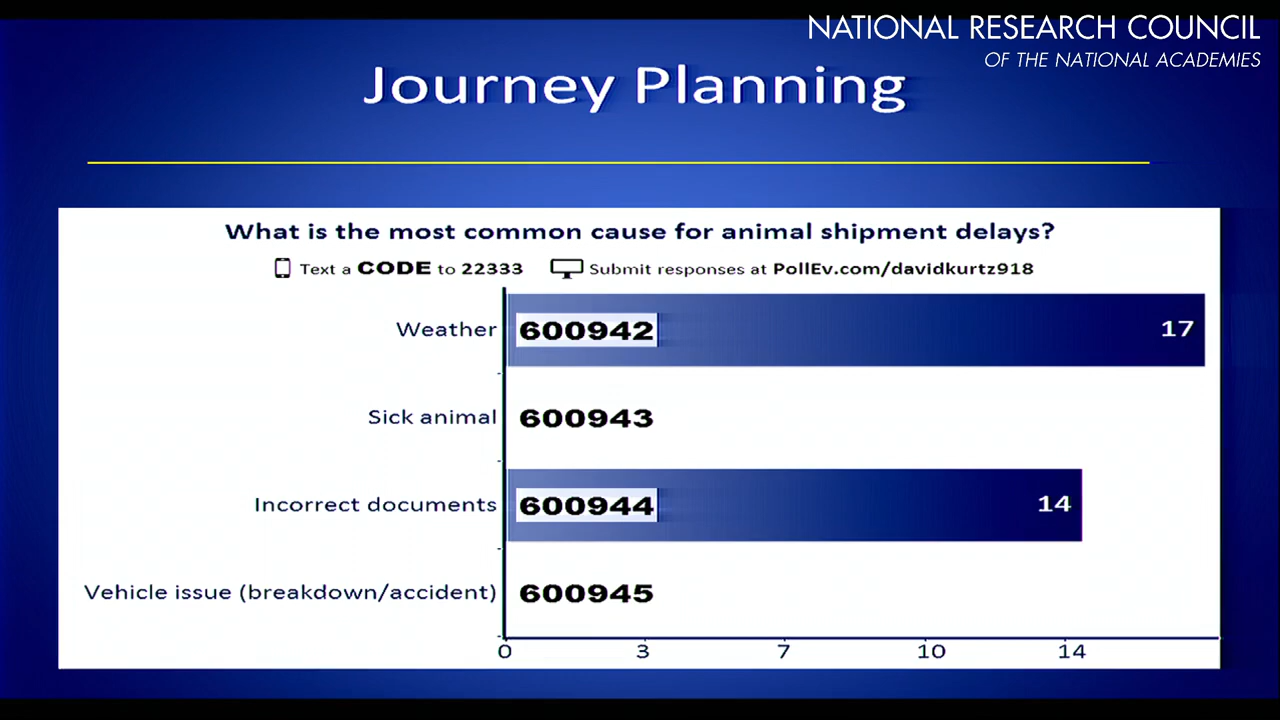 NATIONAL RESEARCH COUNCIL
OF THE NATIONAL ACADEMIES
Journey Planning
What is the most common cause for animal shipment delays?
Text a CODE to 22333 Submit responses at PollEv.com/davidkurtz918
Weather 600942 17
Sick animal 600943
Incorrect documents 600944 14
Vehicle issue (breakdown/accident) 600945
0 3 7 10 14